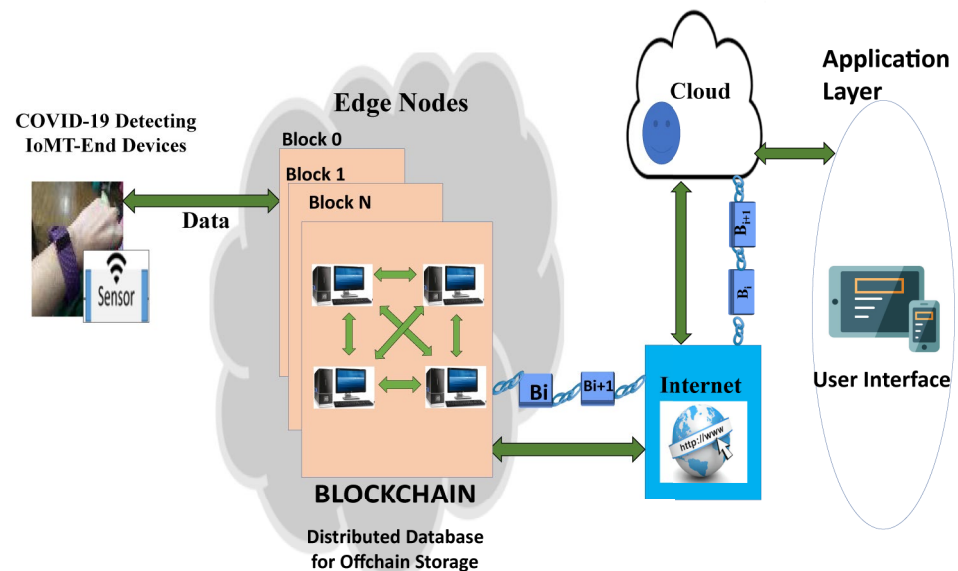 COVID-19 Detecting
IoMT-End Devices
Sensor
Data
Edge Nodes
Block 0
Block 1
Block N
BLOCKCHAIN
Distributed Database
for Offchain Storage
Bi
Bi+1
Cloud
Bi+1
Bi
Internet
http://www
Application
Layer
User Interface